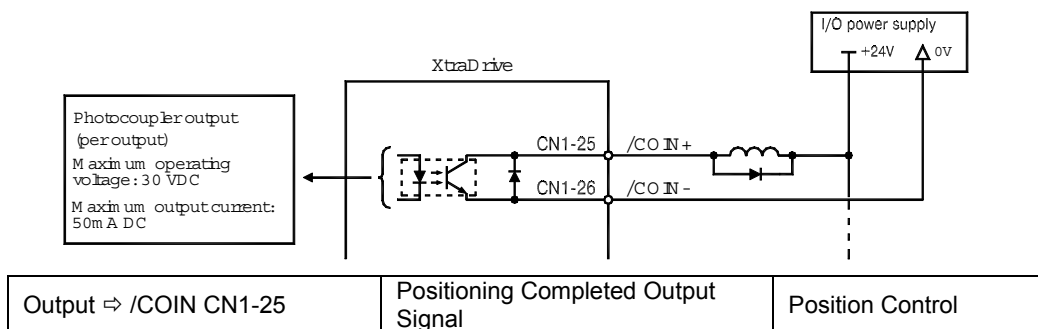 I/O power supply
+24V 0V
XtraDrive
Photocoupler output
(per output)
Maximum operating
voltage: 30 VDC
Maximum output current:
50mA DC
CN1-25 /COIN+
CN1-26 /COIN-
Output ⇨ /COIN CN1-25
Positioning Completed Output
Signal
Position Control